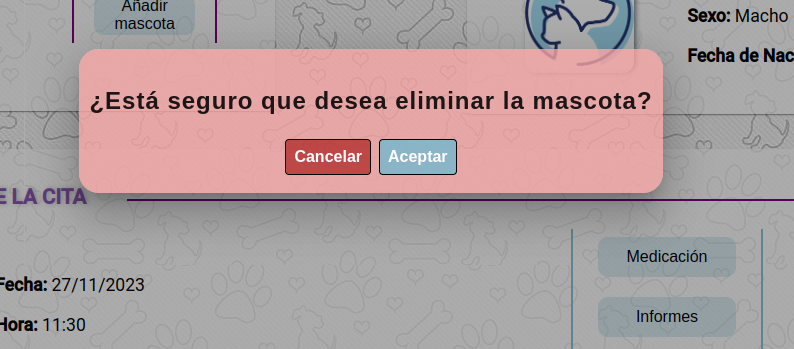 Añadir
mascota
Sexo: Macho
Fecha de Nac
¿Está seguro que desea eliminar la mascota?
Cancelar Aceptar
E LA CITA
Medicación
Fecha: 27/11/2023
Informes
Hora: 11:30